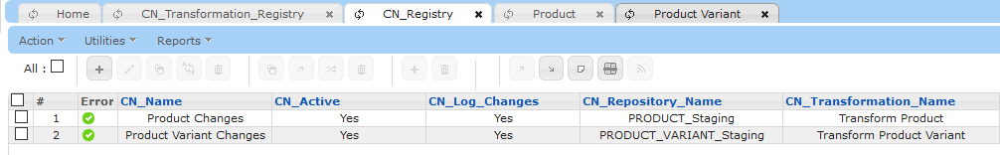 Home CN_Transformation_Registry CN_Registry Product Product Variant
Action Utilities Reports
All :
# Error CN_Name CN_Active CN_Log_Changes CN_Repository_Name CN_Transformation_Name
1 Product Changes Yes Yes PRODUCT_Staging Transform Product
2 Product Variant Changes Yes Yes PRODUCT_VARIANT_Staging Transform Product Variant